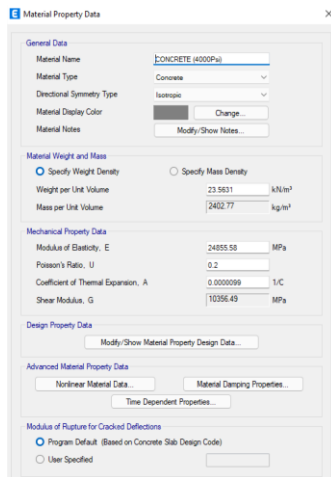 E Material Property Data X
General Data
Material Name CONCRETE (4000Psi)
Material Type Concrete
Directional Symmetry Type Isotropic
Material Display Color Change...
Material Notes Modify/Show Notes...
Material Weight and Mass
Specify Weight Density Specify Mass Density
Weight per Unit Volume 23.5631 kN/m³
Mass per Unit Volume 2402.77 kg/m³
Mechanical Property Data
Modulus of Elasticity, E 24855.58 MPa
Poisson's Ratio, U 0.2
Coefficient of Thermal Expansion, A 0.0000099 1/C
Shear Modulus, G 10356.49 MPa
Design Property Data
Modify/Show Material Property Design Data...
Advanced Material Property Data
Nonlinear Material Data... Material Damping Properties...
Time Dependent Properties...
Modulus of Rupture for Cracked Deflections
Program Default (Based on Concrete Slab Design Code)
User Specified